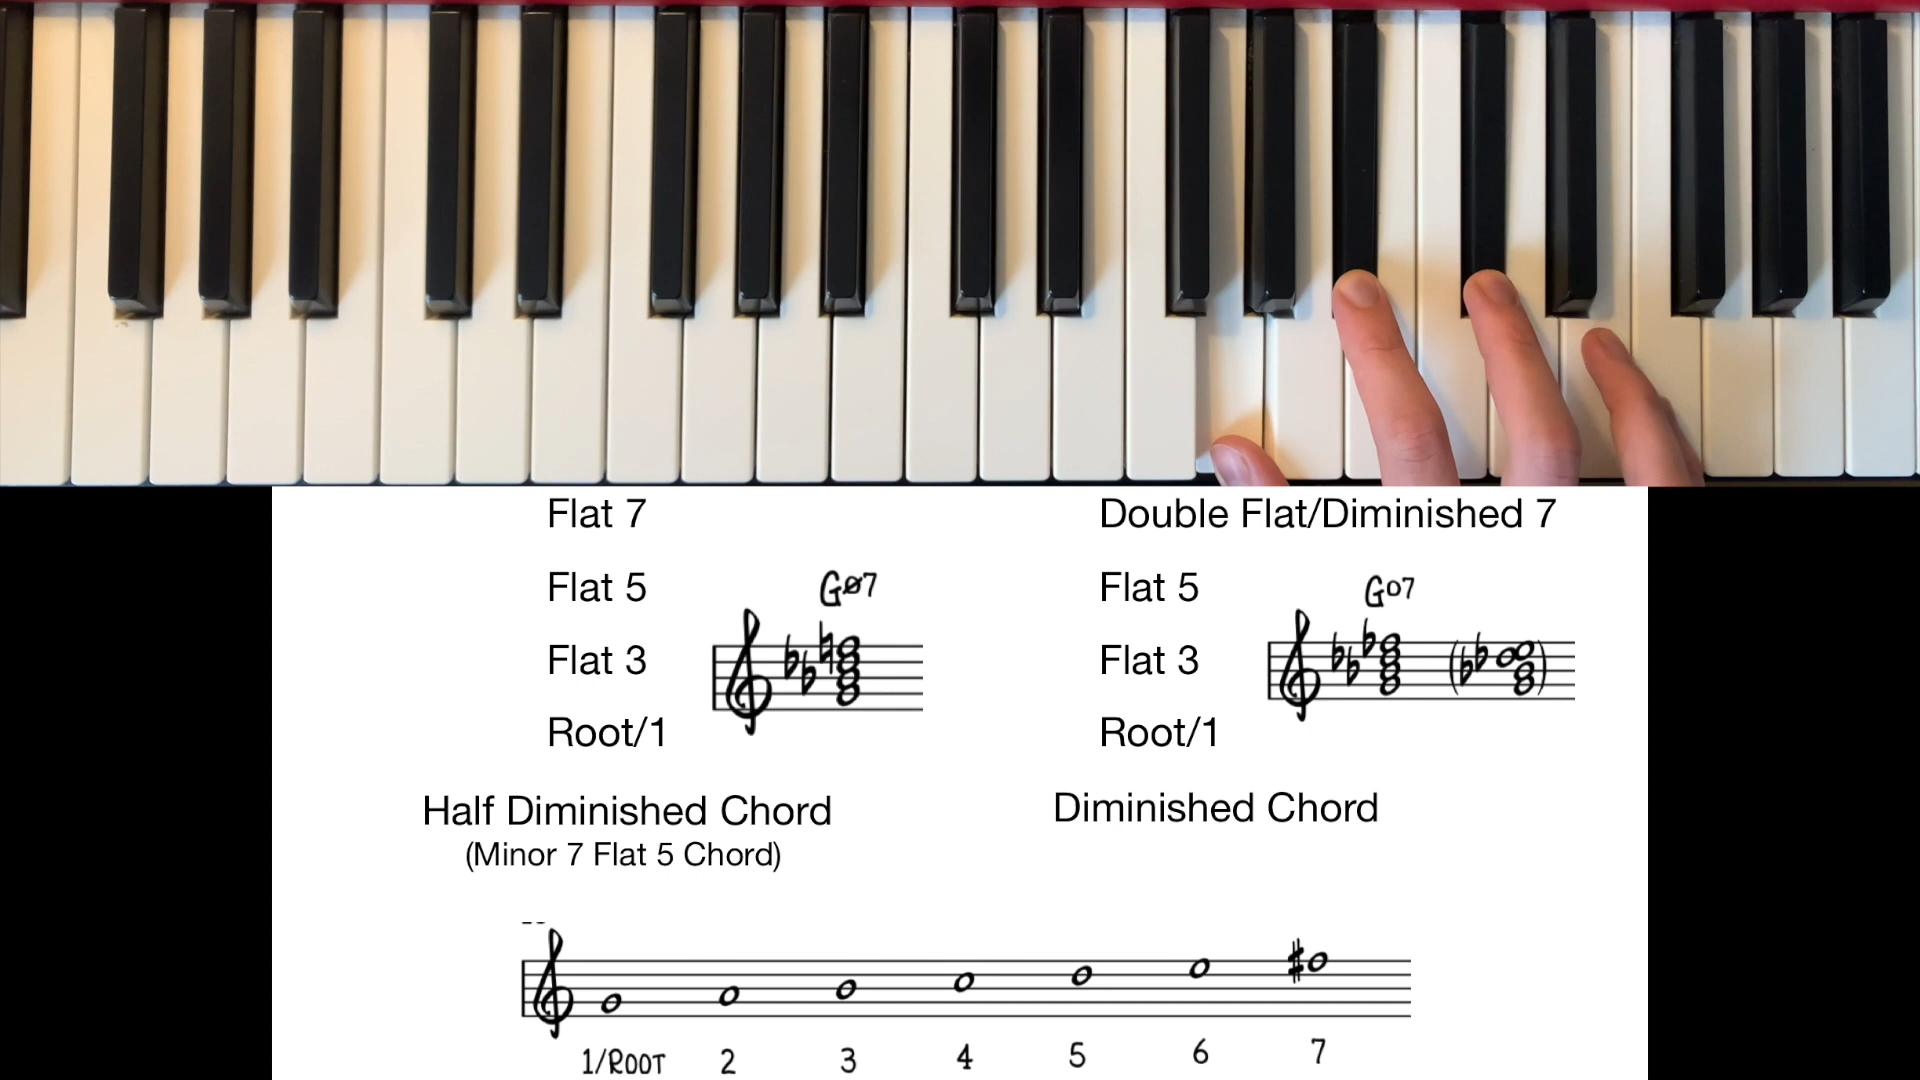 Flat 7
Flat 5
Flat 3
Root/1
GØ7
Half Diminished Chord
(Minor 7 Flat 5 Chord)
Double Flat/Diminished 7
Flat 5
Flat 3
Root/1
Go7
Diminished Chord
1/ROOT 2 3 4 5 6 7